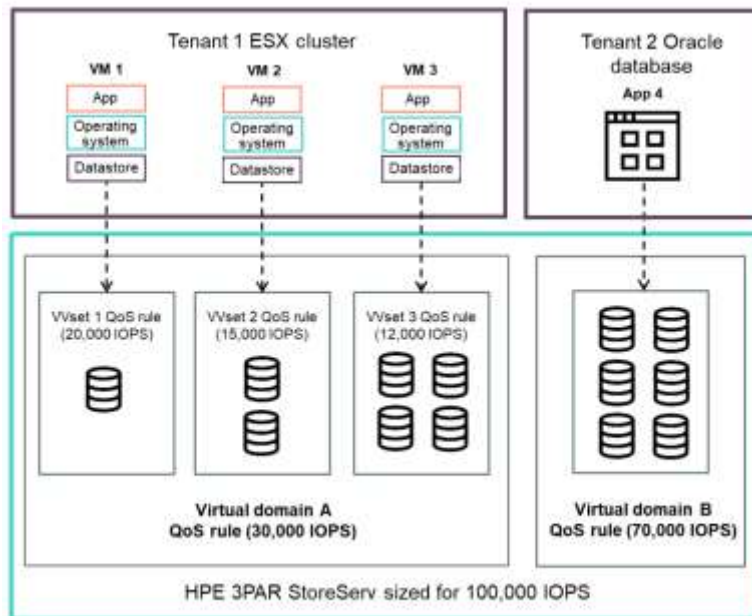 Tenant 1 ESX cluster
VM 1
App
Operating
system
Datastore
VM 2
App
Operating
system
Datastore
VM 3
App
Operating
system
Datastore
Tenant 2 Oracle
database
App 4
VVset 1 QoS rule
(20,000 IOPS)
VVset 2 QoS rule
(15,000 IOPS)
VVset 3 QoS rule
(12,000 IOPS)
Virtual domain A
QoS rule (30,000 IOPS)
Virtual domain B
QoS rule (70,000 IOPS)
HPE 3PAR StoreServ sized for 100,000 IOPS